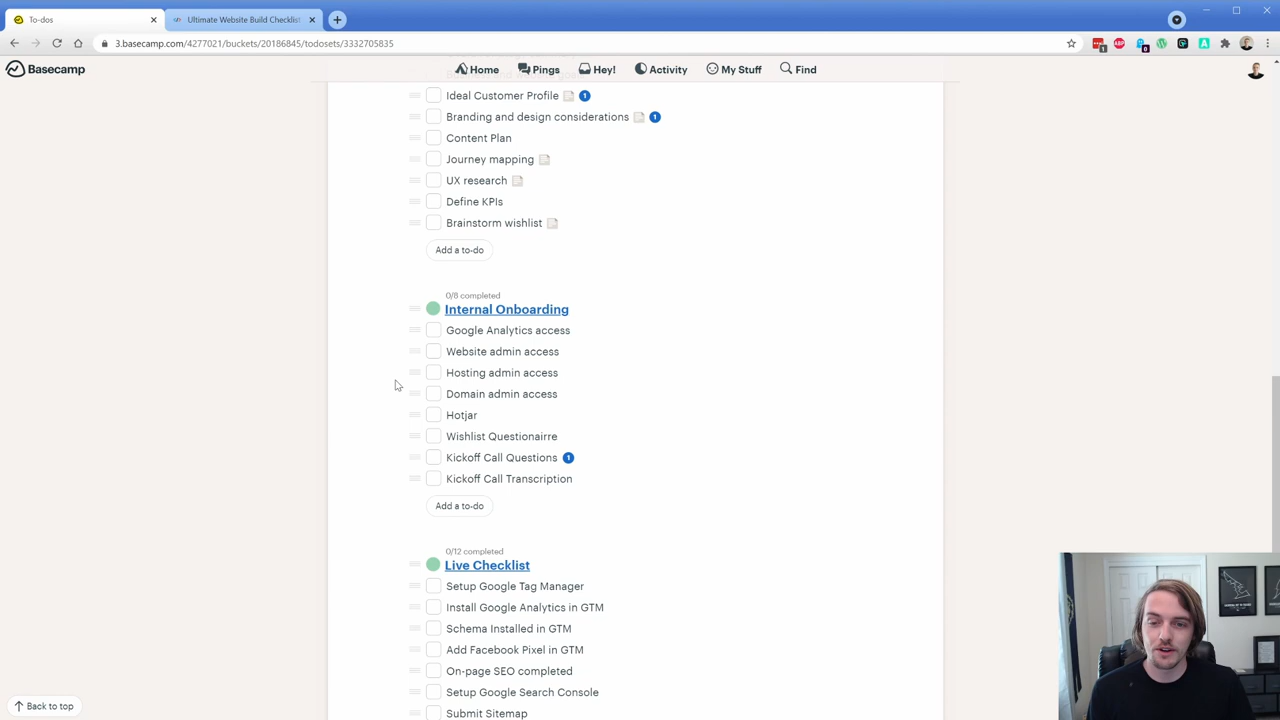 To-dos
Ultimate Website Build Checklist
3.basecamp.com/4277021/buckets/20186845/todosets/3332705835
Basecamp
Home
Pings
Hey!
Activity
My Stuff
Find
Ideal Customer Profile 1
Branding and design considerations 1
Content Plan
Journey mapping
UX research
Define KPIs
Brainstorm wishlist
Add a to-do
0/8 completed
Internal Onboarding
Google Analytics access
Website admin access
Hosting admin access
Domain admin access
Hotjar
Wishlist Questionairre
Kickoff Call Questions 1
Kickoff Call Transcription
Add a to-do
0/12 completed
Live Checklist
Setup Google Tag Manager
Install Google Analytics in GTM
Schema Installed in GTM
Add Facebook Pixel in GTM
On-page SEO completed
Setup Google Search Console
Submit Sitemap
Back to top